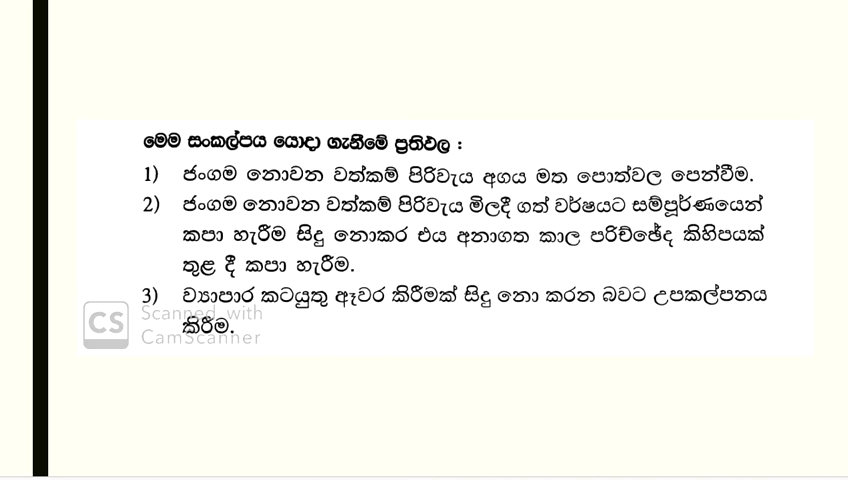 මෙම සංකල්පය යොදා ගැනීමේ ප්‍රතිඵල :
1) ජංගම නොවන වත්කම් පිරිවැය අගය මත පොත්වල පෙන්වීම.
2) ජංගම නොවන වත්කම් පිරිවැය මිලදී ගත් වර්ෂයට සම්පූර්ණයෙන්
කපා හැරීම සිදු නොකර එය අනාගත කාල පරිච්ඡේද කිහිපයක්
තුළ දී කපා හැරීම.
3) ව්‍යාපාර කටයුතු ඈවර කිරීමක් සිදු නො කරන බවට උපකල්පනය
කිරීම.
CS Scanned with
CamScanner